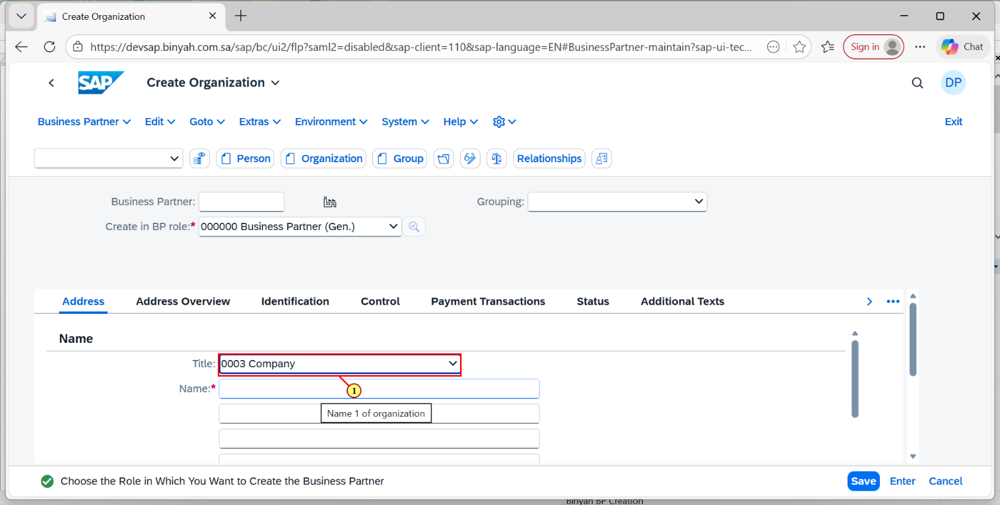 Create Organization
https://devsap.binyah.com.sa/sap/bc/ui2/flp?saml2=disabled&sap-client=110&sap-language=EN#BusinessPartner-maintain?sap-ui-tec...
Sign in
Chat
SAP
Create Organization
DP
Business Partner
Edit
Goto
Extras
Environment
System
Help
Exit
Person
Organization
Group
Relationships
Business Partner:
Grouping:
Create in BP role:* 000000 Business Partner (Gen.)
Address
Address Overview
Identification
Control
Payment Transactions
Status
Additional Texts
Name
Title: 0003 Company
Name:*
1
Name 1 of organization
Choose the Role in Which You Want to Create the Business Partner
Save
Enter
Cancel
Binyah BP Creation